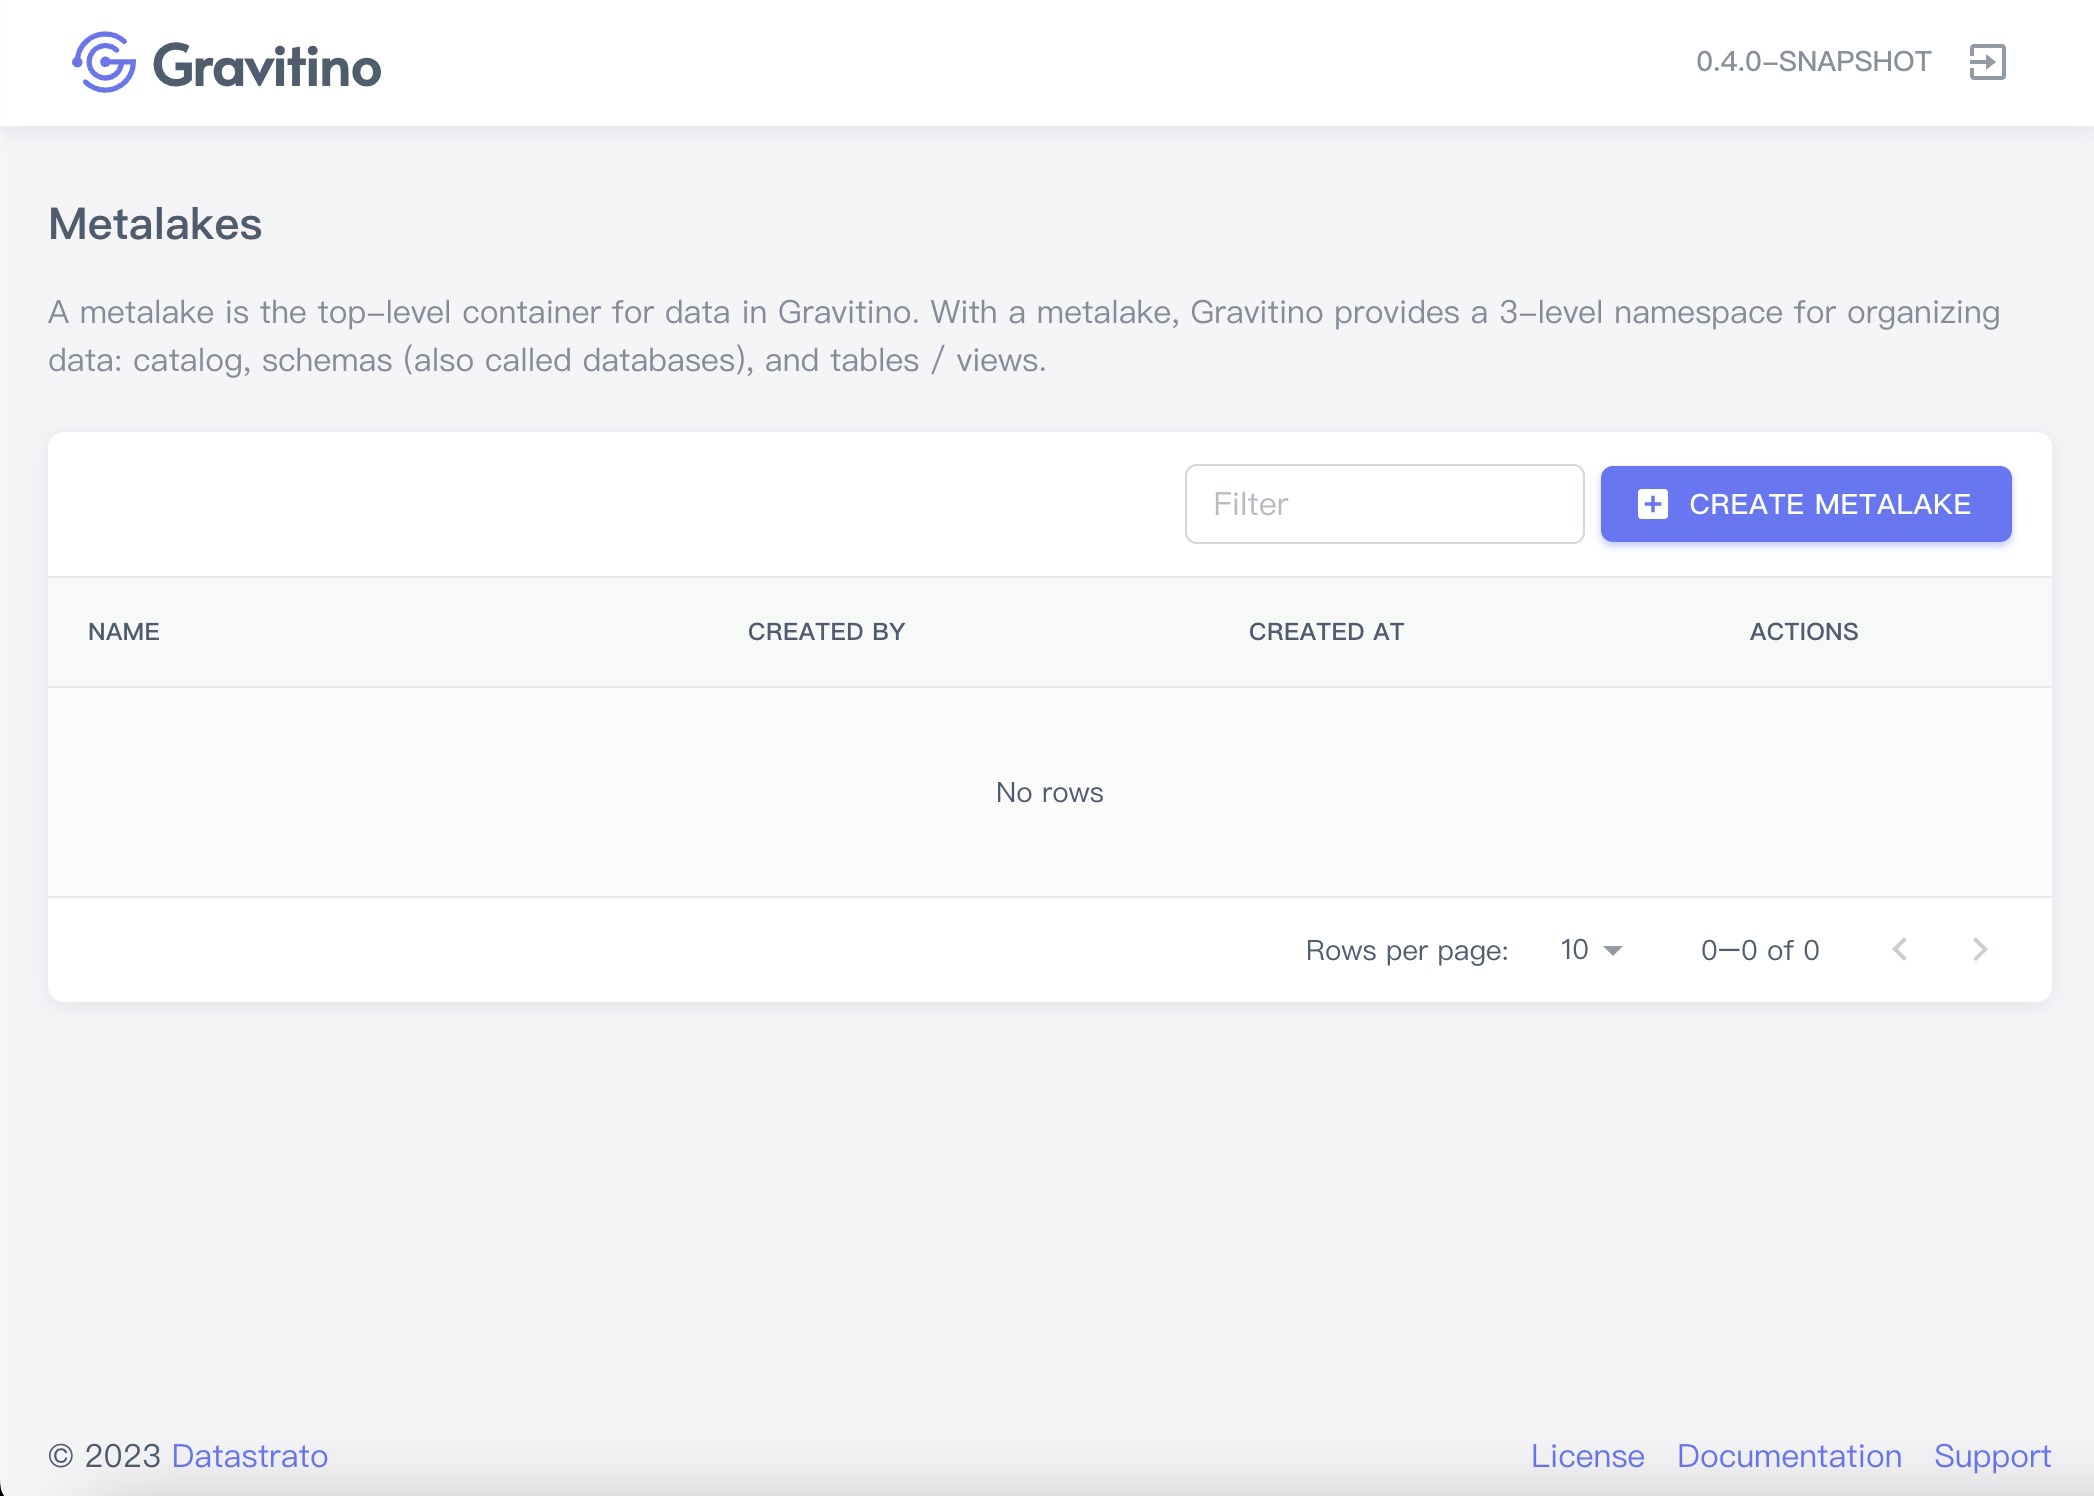 Gravitino
0.4.0-SNAPSHOT
Metalakes
A metalake is the top-level container for data in Gravitino. With a metalake, Gravitino provides a 3-level namespace for organizing
data: catalog, schemas (also called databases), and tables / views.
Filter
CREATE METALAKE
NAME CREATED BY CREATED AT ACTIONS
No rows
Rows per page: 10 0–0 of 0
© 2023 Datastrato
License Documentation Support